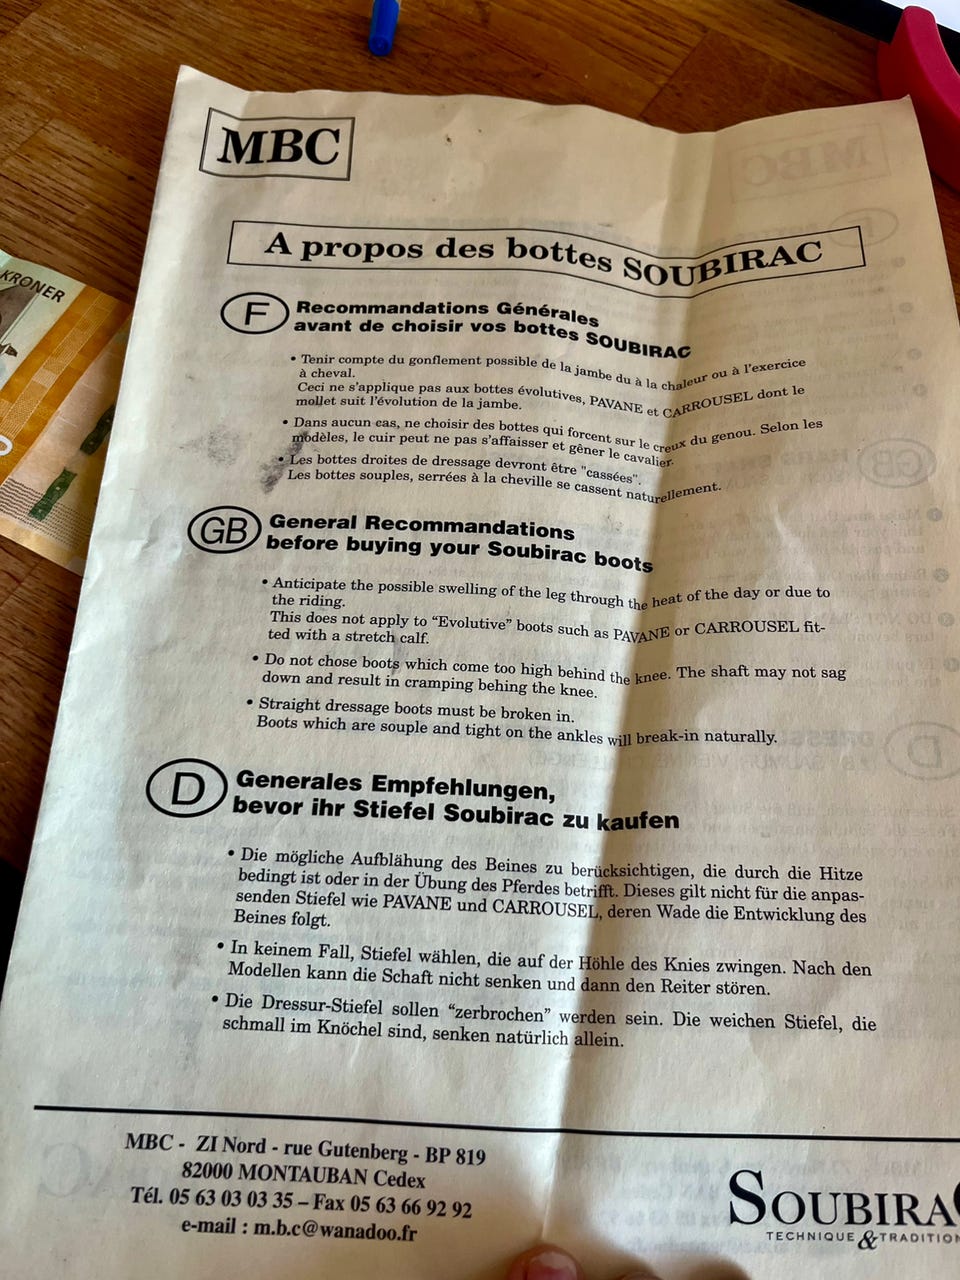 MBC
A propos des bottes SOUBIRAC
F
Recommandations Générales
avant de choisir vos bottes SOUBIRAC
• Tenir compte du gonflement possible de la jambe du à la chaleur ou à l'exercice
à cheval.
Ceci ne s'applique pas aux bottes évolutives, PAVANE et CARROUSEL dont le
mollet suit l'évolution de la jambe.
• Dans aucun cas, ne choisir des bottes qui forcent sur le creux du genou. Selon les
modèles, le cuir peut ne pas s'affaisser et gêner le cavalier.
• Les bottes droites de dressage devront être "cassées".
Les bottes souples, serrées à la cheville se cassent naturellement.
GB
General Recommandations
before buying your Soubirac boots
• Anticipate the possible swelling of the leg through the heat of the day or due to
the riding.
This does not apply to “Evolutive” boots such as PAVANE or CARROUSEL fit-
ted with a stretch calf.
• Do not chose boots which come too high behind the knee. The shaft may not sag
down and result in cramping behing the knee.
• Straight dressage boots must be broken in.
Boots which are souple and tight on the ankles will break-in naturally.
D
Generales Empfehlungen,
bevor ihr Stiefel Soubirac zu kaufen
• Die mögliche Aufblähung des Beines zu berücksichtigen, die durch die Hitze
bedingt ist oder in der Übung des Pferdes betrifft. Dieses gilt nicht für die anpas-
senden Stiefel wie PAVANE und CARROUSEL, deren Wade die Entwicklung des
Beines folgt.
• In keinem Fall, Stiefel wählen, die auf der Höhle des Knies zwingen. Nach den
Modellen kann die Schaft nicht senken und dann den Reiter stören.
• Die Dressur-Stiefel sollen “zerbrochen” werden sein. Die weichen Stiefel, die
schmall im Knöchel sind, senken natürlich allein.
MBC - ZI Nord - rue Gutenberg - BP 819
82000 MONTAUBAN Cedex
Tél. 05 63 03 03 35 – Fax 05 63 66 92 92
e-mail : m.b.c@wanadoo.fr
SOUBIRAC
TECHNIQUE & TRADITION
KRONER